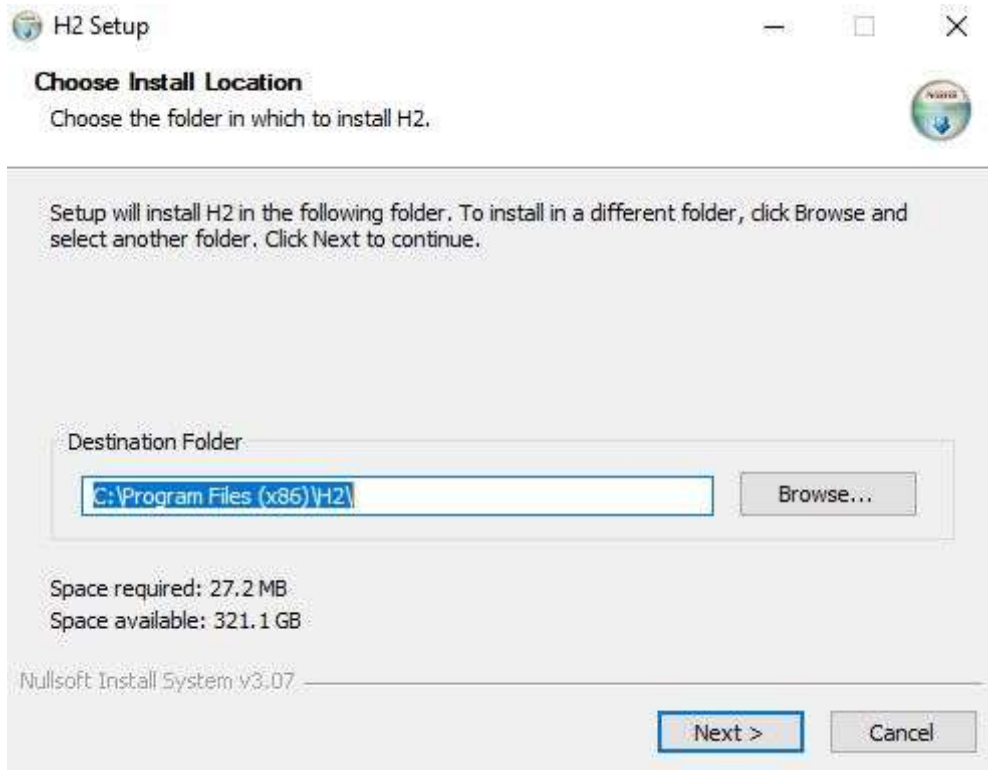 H2 Setup
Choose Install Location
Choose the folder in which to install H2.
Setup will install H2 in the following folder. To install in a different folder, click Browse and
select another folder. Click Next to continue.
Destination Folder
C:\Program Files (x86)\H2\
Browse...
Space required: 27.2 MB
Space available: 321.1 GB
Nullsoft Install System v3.07
Next >
Cancel